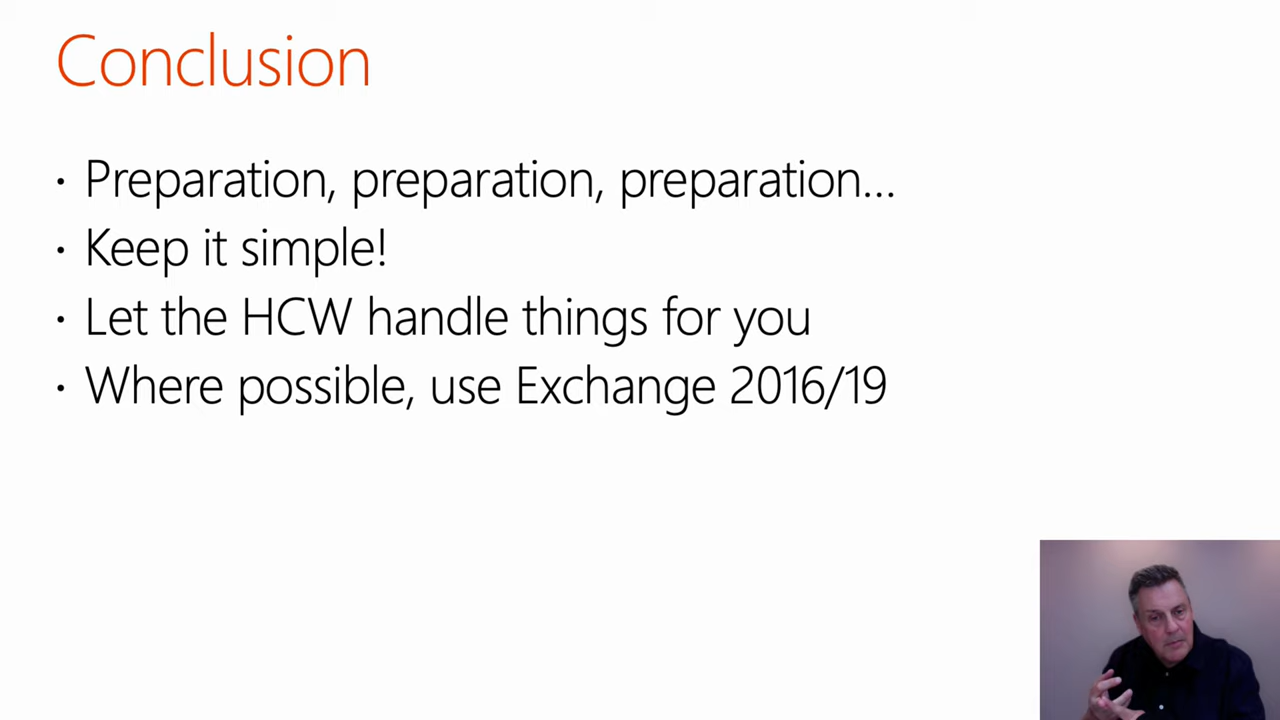 Conclusion
• Preparation, preparation, preparation...
• Keep it simple!
• Let the HCW handle things for you
• Where possible, use Exchange 2016/19